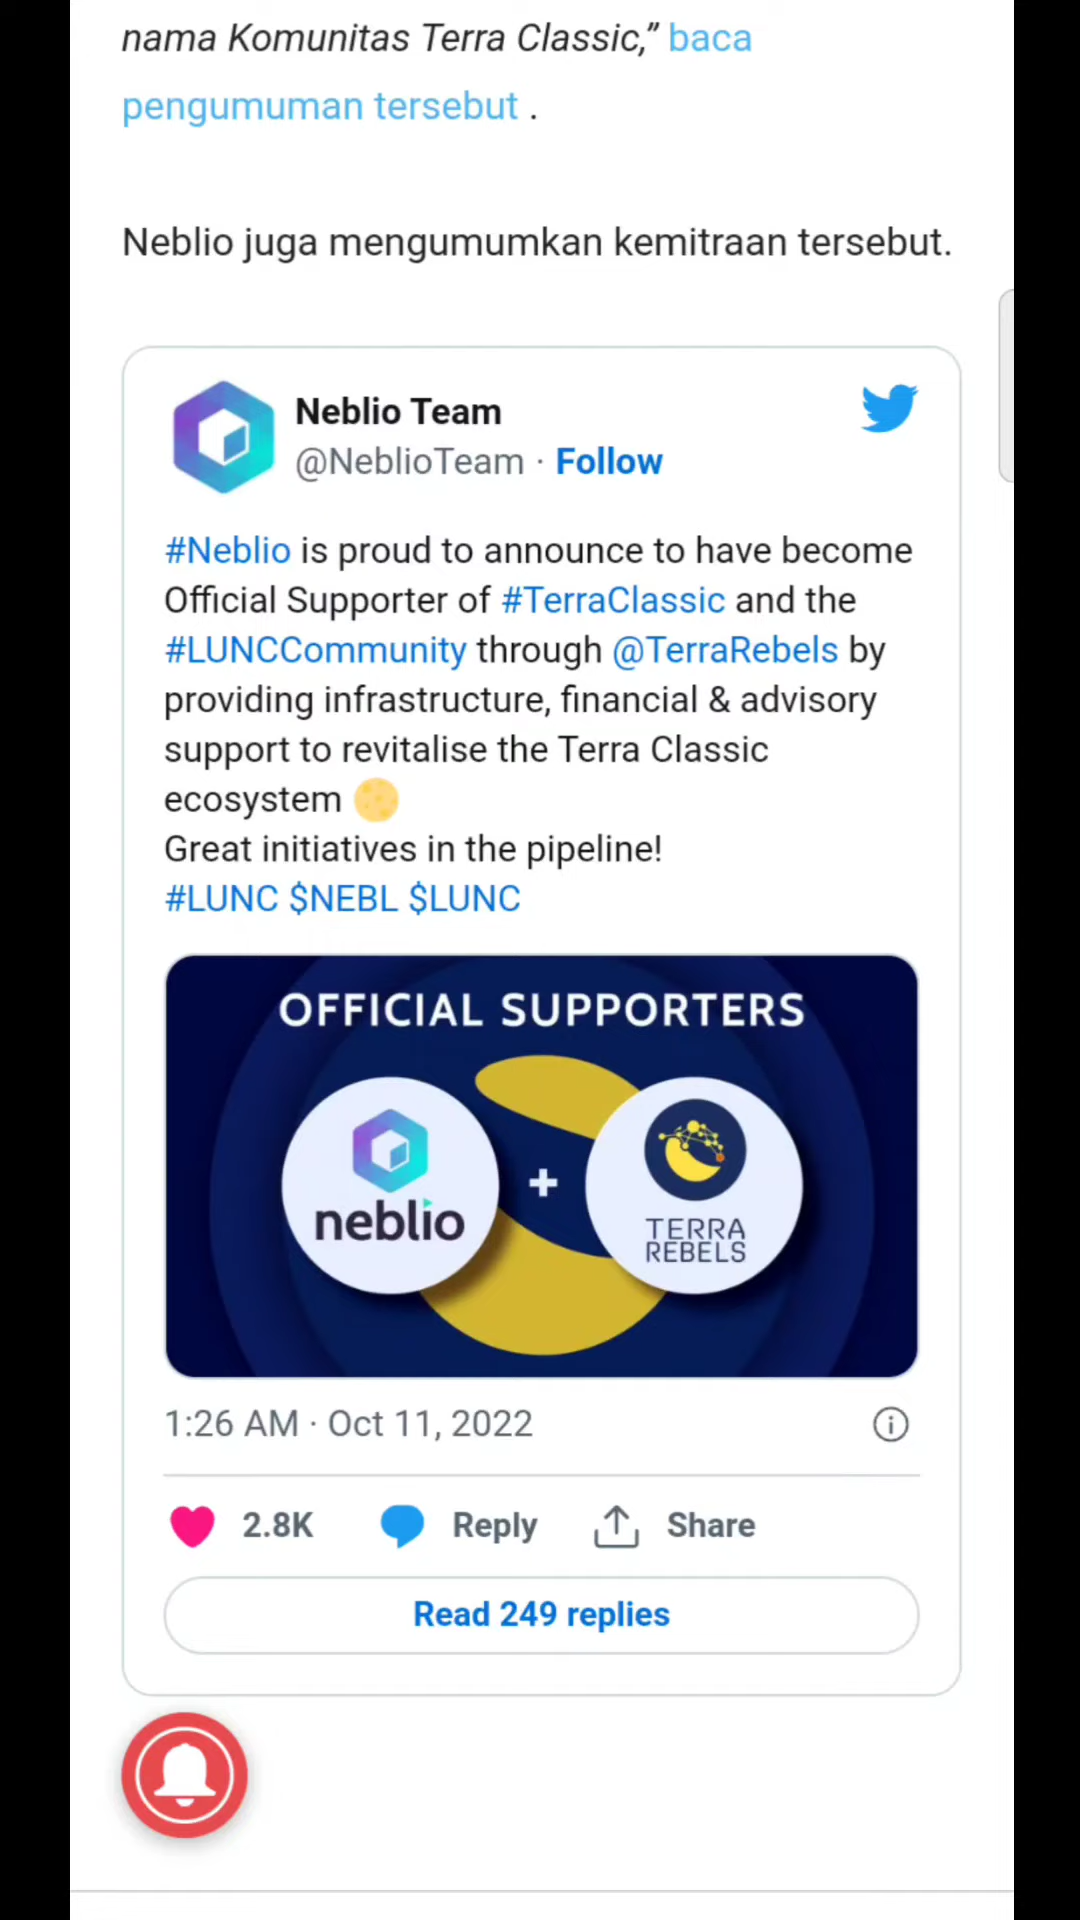 nama Komunitas Terra Classic,” baca
pengumuman tersebut .
Neblio juga mengumumkan kemitraan tersebut.
Neblio Team
@NeblioTeam · Follow
#Neblio is proud to announce to have become
Official Supporter of #TerraClassic and the
#LUNCCommunity through @TerraRebels by
providing infrastructure, financial & advisory
support to revitalise the Terra Classic
ecosystem 🌕
Great initiatives in the pipeline!
#LUNC $NEBL $LUNC
OFFICIAL SUPPORTERS
neblio
+
TERRA
REBELS
1:26 AM · Oct 11, 2022
2.8K Reply Share
Read 249 replies